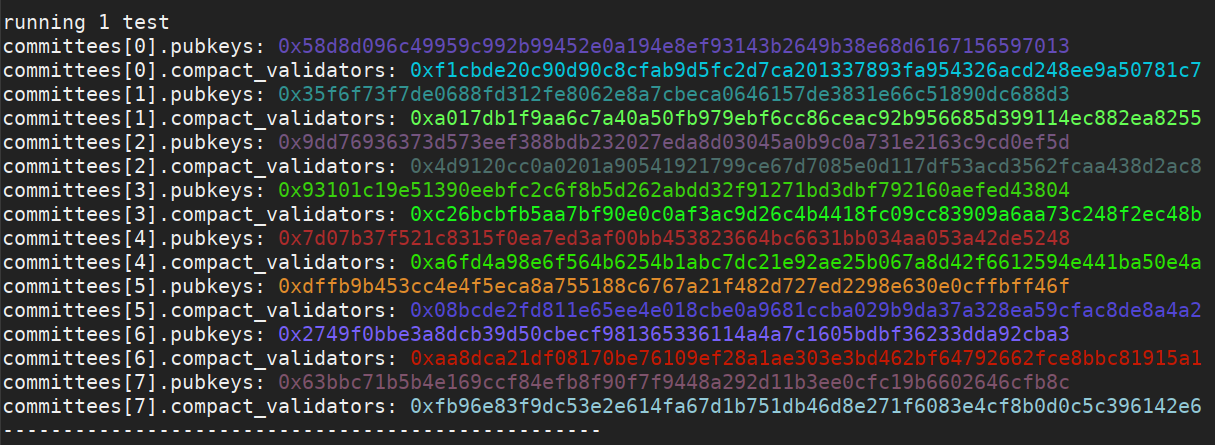 running 1 test
committees[0].pubkeys: 0x58d8d096c49959c992b99452e0a194e8ef93143b2649b38e68d6167156597013
committees[0].compact_validators: 0xf1cbde20c90d90c8cfab9d5fc2d7ca201337893fa954326acd248ee9a50781c7
committees[1].pubkeys: 0x35f6f73f7de0688fd312fe8062e8a7cbeca0646157de3831e66c51890dc688d3
committees[1].compact_validators: 0xa017db1f9aa6c7a40a50fb979ebf6cc86ceac92b956685d399114ec882ea8255
committees[2].pubkeys: 0x9dd76936373d573eef388bdb232027eda8d03045a0b9c0a731e2163c9cd0ef5d
committees[2].compact_validators: 0x4d9120cc0a0201a90541921799ce67d7085e0d117df53acd3562fcaa438d2ac8
committees[3].pubkeys: 0x93101c19e51390eebfc2c6f8b5d262abdd32f91271bd3dbf792160aefed43804
committees[3].compact_validators: 0xc26bcbfb5aa7bf90e0c0af3ac9d26c4b4418fc09cc83909a6aa73c248f2ec48b
committees[4].pubkeys: 0x7d07b37f521c8315f0ea7ed3af00bb453823664bc6631bb034aa053a42de5248
committees[4].compact_validators: 0xa6fd4a98e6f564b6254b1abc7dc21e92ae25b067a8d42f6612594e441ba50e4a
committees[5].pubkeys: 0xdffb9b453cc4e4f5eca8a755188c6767a21f482d727ed2298e630e0cffbff46f
committees[5].compact_validators: 0x08bcde2fd811e65ee4e018cbe0a9681ccba029b9da37a328ea59cfac8de8a4a2
committees[6].pubkeys: 0x2749f0bbe3a8dcb39d50cbecf981365336114a4a7c1605bdbf36233dda92cba3
committees[6].compact_validators: 0xaa8dca21df08170be76109ef28a1ae303e3bd462bf64792662fce8bbc81915a1
committees[7].pubkeys: 0x63bbc71b5b4e169ccf84efb8f90f7f9448a292d11b3ee0cfc19b6602646cfb8c
committees[7].compact_validators: 0xfb96e83f9dc53e2e614fa67d1b751db46d8e271f6083e4cf8b0d0c5c396142e6
--------------------------------------------------